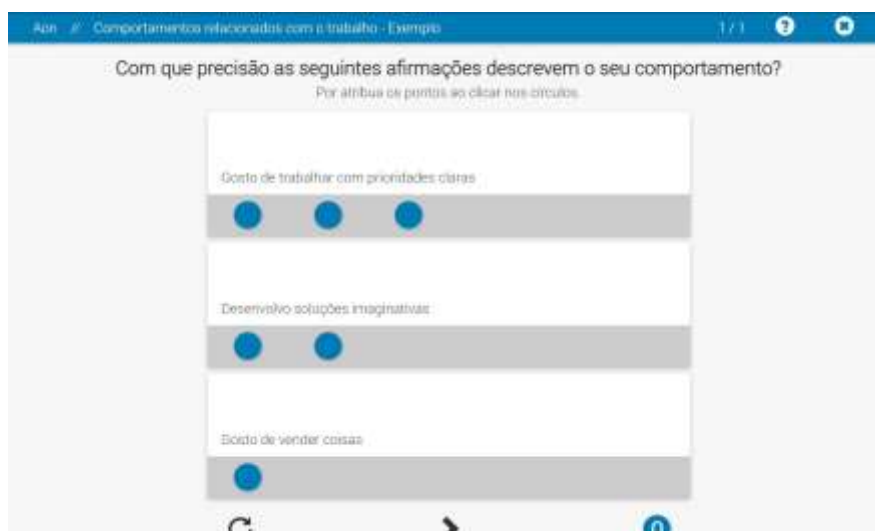 Aon // Comportamentos relacionados com o trabalho - Exemplo 1 / 1 ?
Com que precisão as seguintes afirmações descrevem o seu comportamento?
Por atribua os pontos ao clicar nos círculos.
Gosto de trabalhar com prioridades claras
Desenvolvo soluções imaginativas
Gosto de vender coisas
0